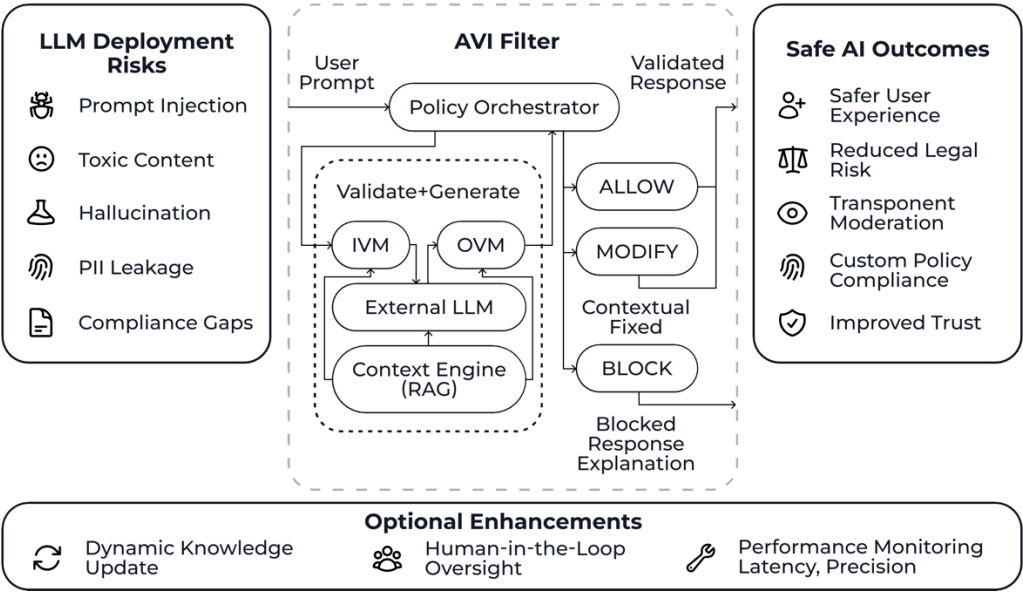 LLM Deployment
Risks
Prompt Injection
Toxic Content
Hallucination
PII Leakage
Compliance Gaps
AVI Filter
User
Prompt
Validated
Response
Policy Orchestrator
Validate+Generate
IVM
OVM
External LLM
Context Engine
(RAG)
ALLOW
MODIFY
Contextual
Fixed
BLOCK
Blocked
Response
Explanation
Safe AI Outcomes
Safer User
Experience
Reduced Legal
Risk
Transponent
Moderation
Custom Policy
Compliance
Improved Trust
Optional Enhancements
Dynamic Knowledge
Update
Human-in-the-Loop
Oversight
Performance Monitoring
Latency, Precision